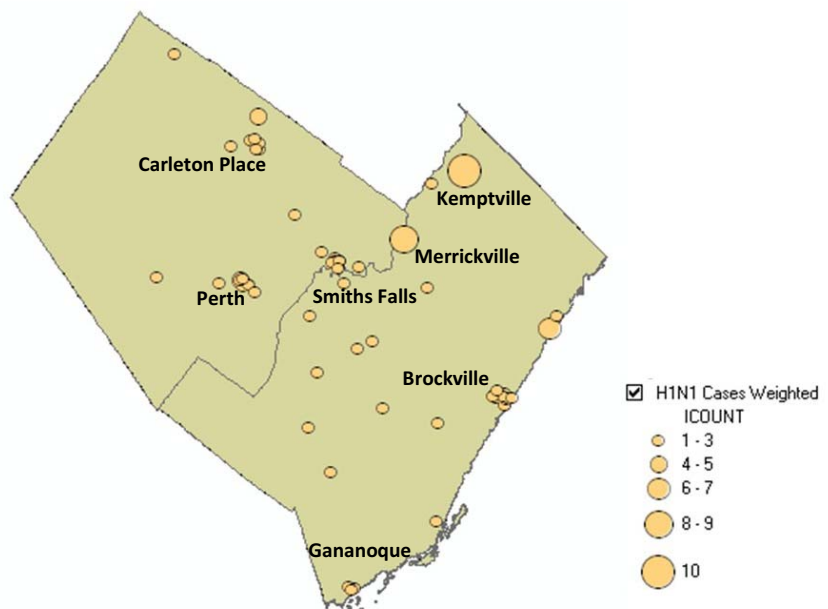 Carleton Place
Kemptville
Merrickville
Perth
Smiths Falls
Brockville
Gananoque
H1N1 Cases Weighted
ICOUNT
1 - 3
4 - 5
6 - 7
8 - 9
10